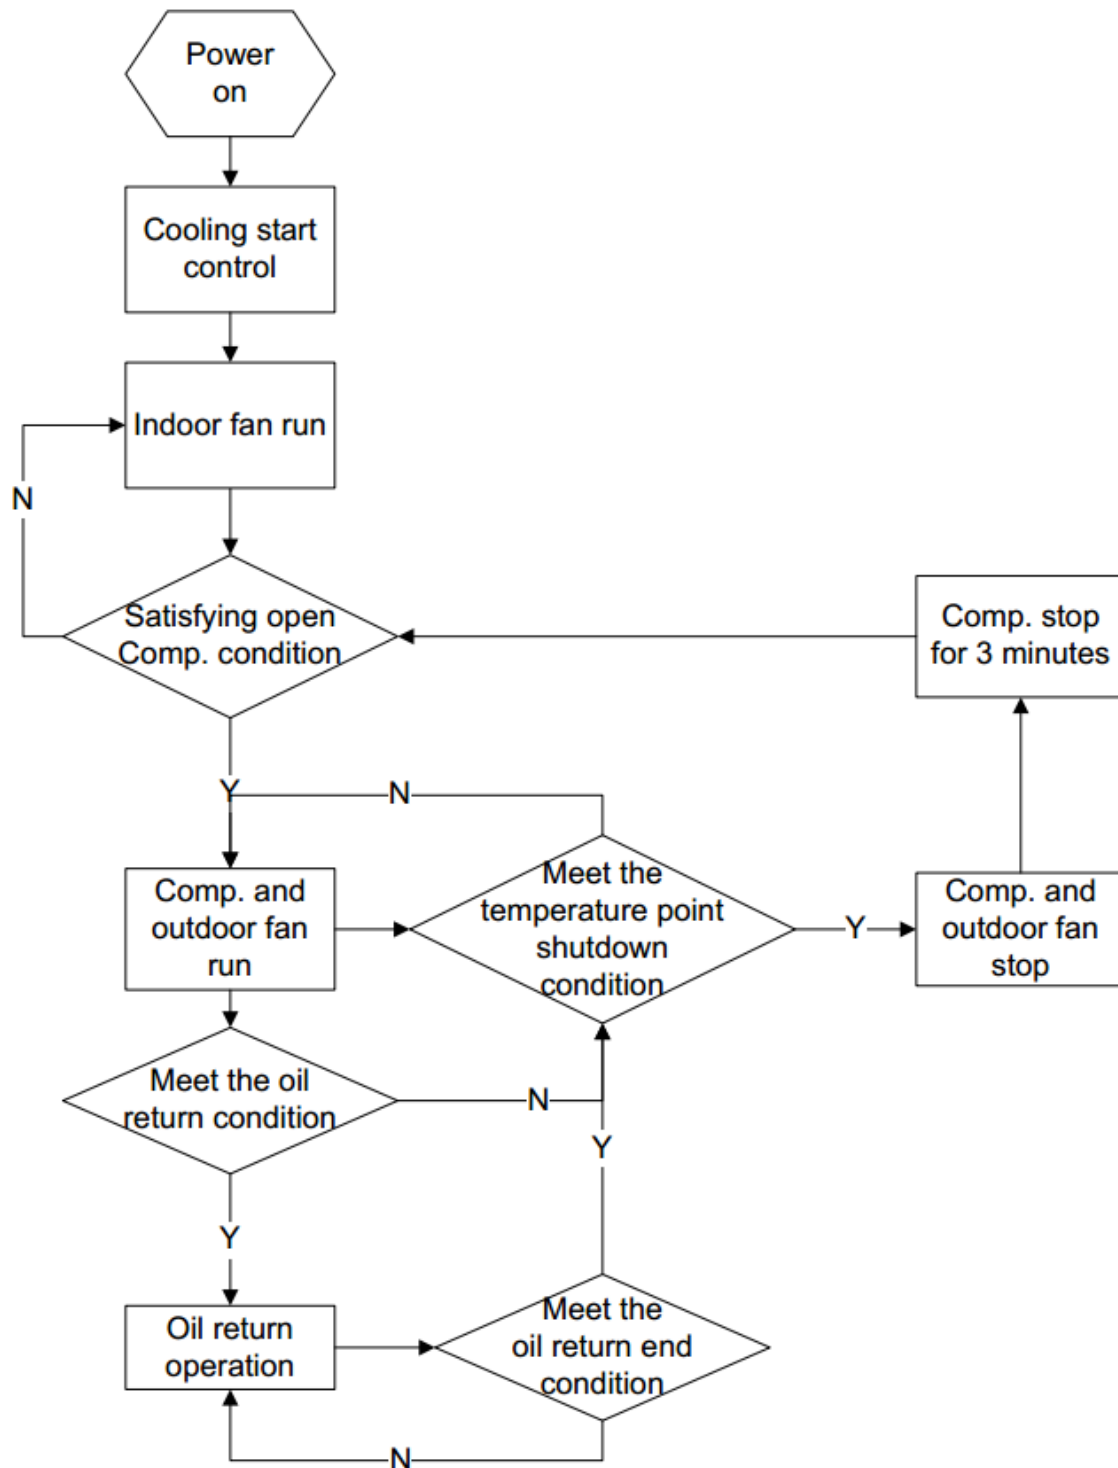 Power
on
Cooling start
control
Indoor fan run
N
Satisfying open
Comp. condition
Comp. stop
for 3 minutes
Y
N
Comp. and
outdoor fan
run
Meet the
temperature point
shutdown
condition
Y
Comp. and
outdoor fan
stop
Meet the oil
return condition
N
Y
Y
Oil return
operation
Meet the
oil return end
condition
N